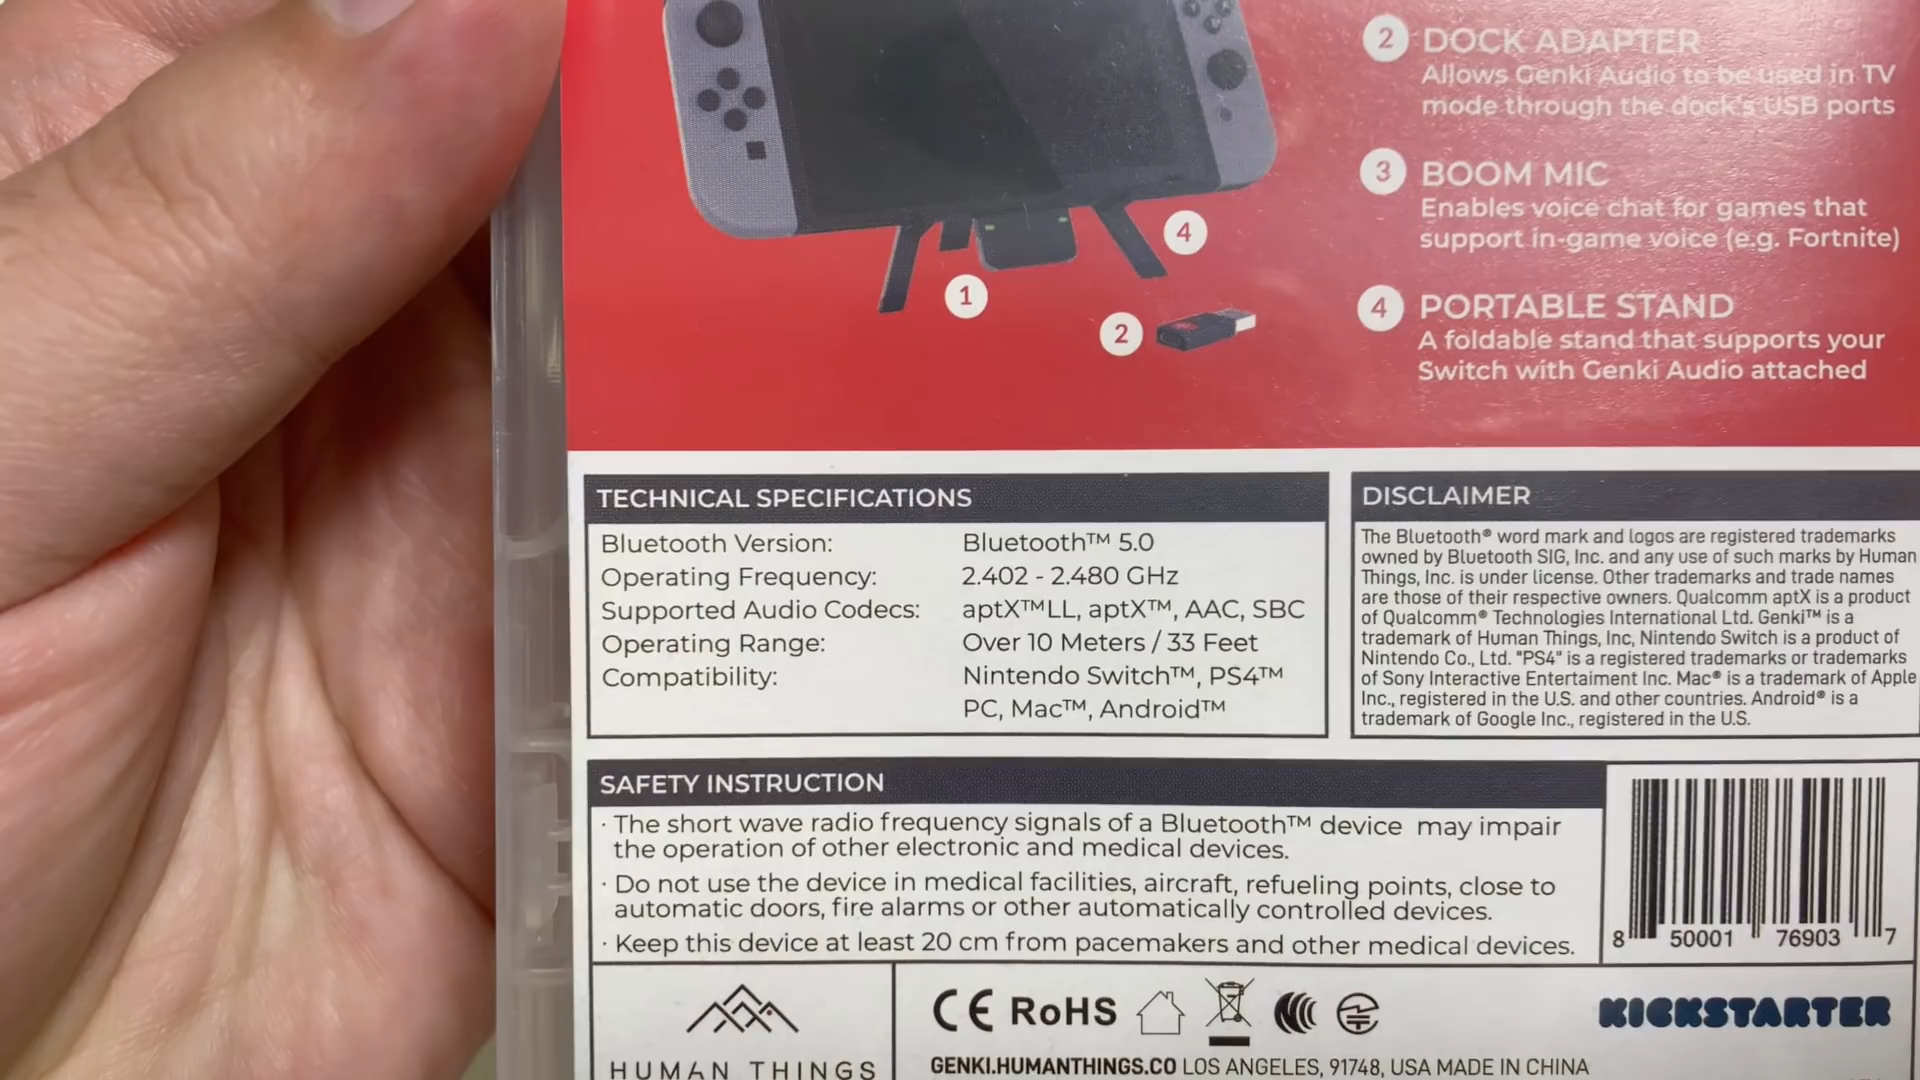 2 DOCK ADAPTER
Allows Genki Audio to be used in TV
mode through the dock's USB ports
3 BOOM MIC
Enables voice chat for games that
support in-game voice (e.g. Fortnite)
4
1
2
4 PORTABLE STAND
A foldable stand that supports your
Switch with Genki Audio attached
TECHNICAL SPECIFICATIONS
Bluetooth Version: Bluetooth™ 5.0
Operating Frequency: 2.402 - 2.480 GHz
Supported Audio Codecs: aptX™LL, aptX™, AAC, SBC
Operating Range: Over 10 Meters / 33 Feet
Compatibility: Nintendo Switch™, PS4™
PC, Mac™, Android™
DISCLAIMER
The Bluetooth® word mark and logos are registered trademarks
owned by Bluetooth SIG, Inc. and any use of such marks by Human
Things, Inc. is under license. Other trademarks and trade names
are those of their respective owners. Qualcomm aptX is a product
of Qualcomm® Technologies International Ltd. Genki™ is a
trademark of Human Things, Inc, Nintendo Switch is a product of
Nintendo Co., Ltd. "PS4" is a registered trademarks or trademarks
of Sony Interactive Entertaiment Inc. Mac® is a trademark of Apple
Inc., registered in the U.S. and other countries. Android® is a
trademark of Google Inc., registered in the U.S.
SAFETY INSTRUCTION
· The short wave radio frequency signals of a Bluetooth™ device may impair
the operation of other electronic and medical devices.
· Do not use the device in medical facilities, aircraft, refueling points, close to
automatic doors, fire alarms or other automatically controlled devices.
· Keep this device at least 20 cm from pacemakers and other medical devices.
8 50001 76903 7
CE RoHS
KICKSTARTER
HUMAN THINGS
GENKI.HUMANTHINGS.CO LOS ANGELES, 91748, USA MADE IN CHINA